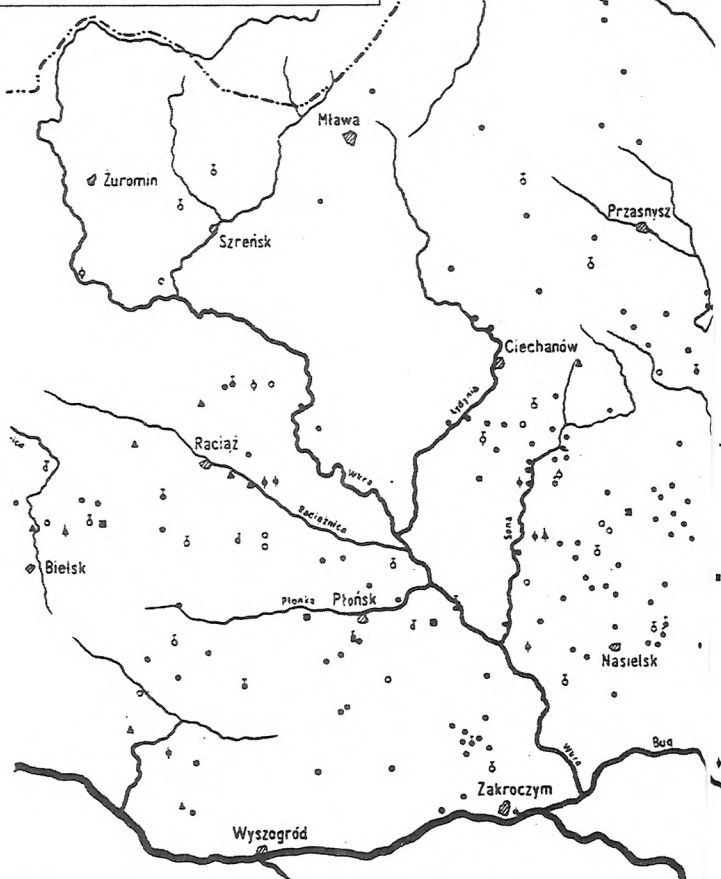 Mława
Żuromin
Przasnysz
Szreńsk
Ciechanów
Łydynia
Raciąż
Wkra
Raciążnica
Sona
Bielsk
Płonka
Płońsk
Nasielsk
Wkra
Bug
Zakroczym
Wyszogród